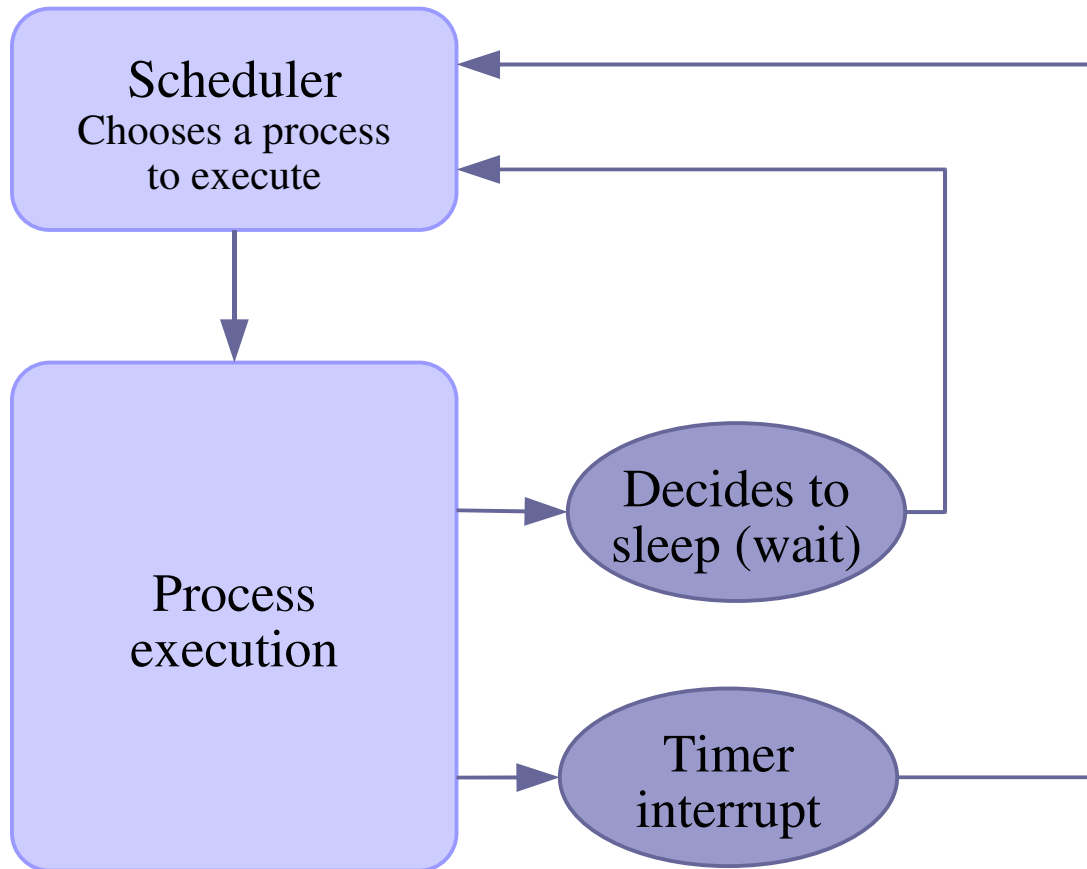 Scheduler
Chooses a process
to execute
Decides to
sleep (wait)
Process
execution
Timer
interrupt